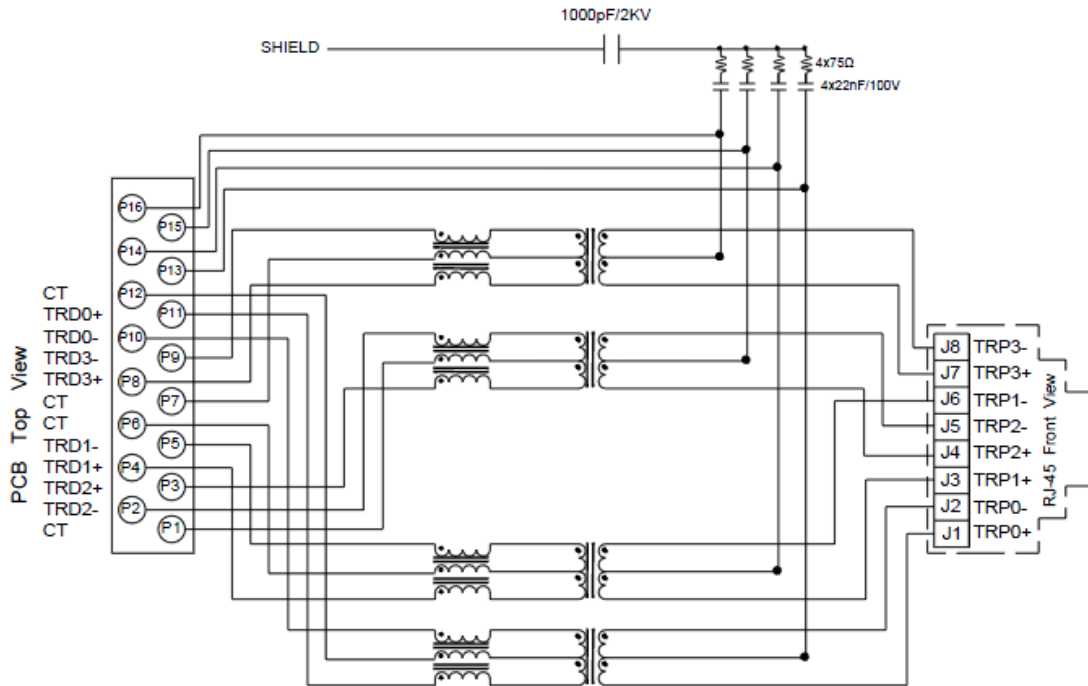 1000pF/2KV
SHIELD
4x75Ω
4x22nF/100V
PCB Top View
P16
P15
P14
P13
CT
P12
TRD0+
P11
TRD0-
P10
TRD3-
P9
TRD3+
P8
CT
P7
CT
P6
TRD1-
P5
TRD1+
P4
TRD2+
P3
TRD2-
P2
CT
P1
J8 TRP3-
J7 TRP3+
J6 TRP1-
J5 TRP2-
J4 TRP2+
J3 TRP1+
J2 TRP0-
J1 TRP0+
RJ-45 Front View